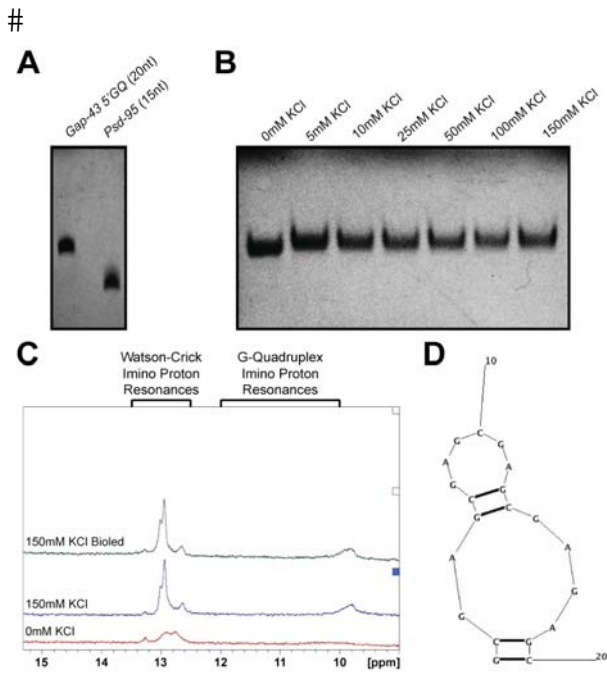 #
A
Gap-43 5'GQ (20nt)
Psd-95 (15nt)
B
0mM KCl
5mM KCl
10mM KCl
25mM KCl
50mM KCl
100mM KCl
150mM KCl
C
Watson-Crick
Imino Proton
Resonances
G-Quadruplex
Imino Proton
Resonances
150mM KCl Bioled
150mM KCl
0mM KCl
15 14 13 12 11 10 [ppm]
D
10
G C G
A A
G G
C C
G G
A A
G G
A
C G
G C
20